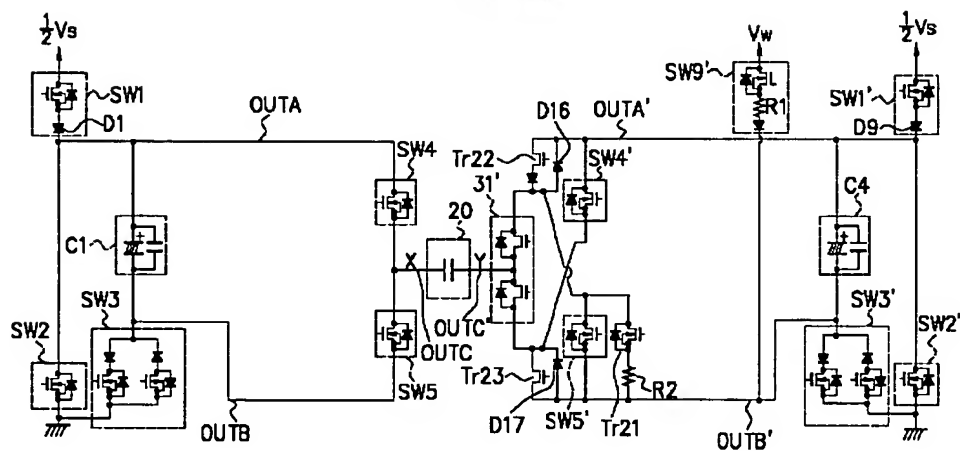 ½Vs
SW1
D1
OUTA
C1
SW3
SW2
OUTB
SW4
X
20
Y
OUTC
OUTC'
SW5
31'
Tr22
D16
SW4'
OUTA'
Vw
SW9'
L
R1
½Vs
SW1'
D9
C4
SW3'
SW2'
Tr23
D17
SW5'
Tr21
R2
OUTB'
+
+